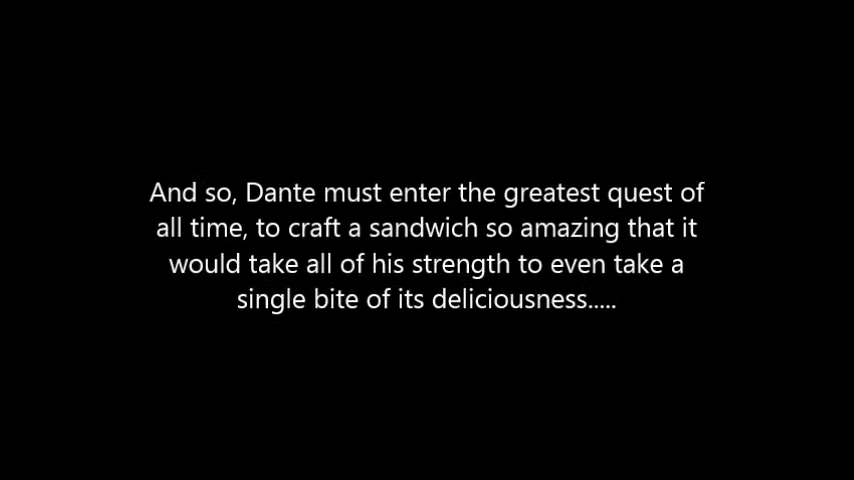 And so, Dante must enter the greatest quest of
all time, to craft a sandwich so amazing that it
would take all of his strength to even take a
single bite of its deliciousness.....